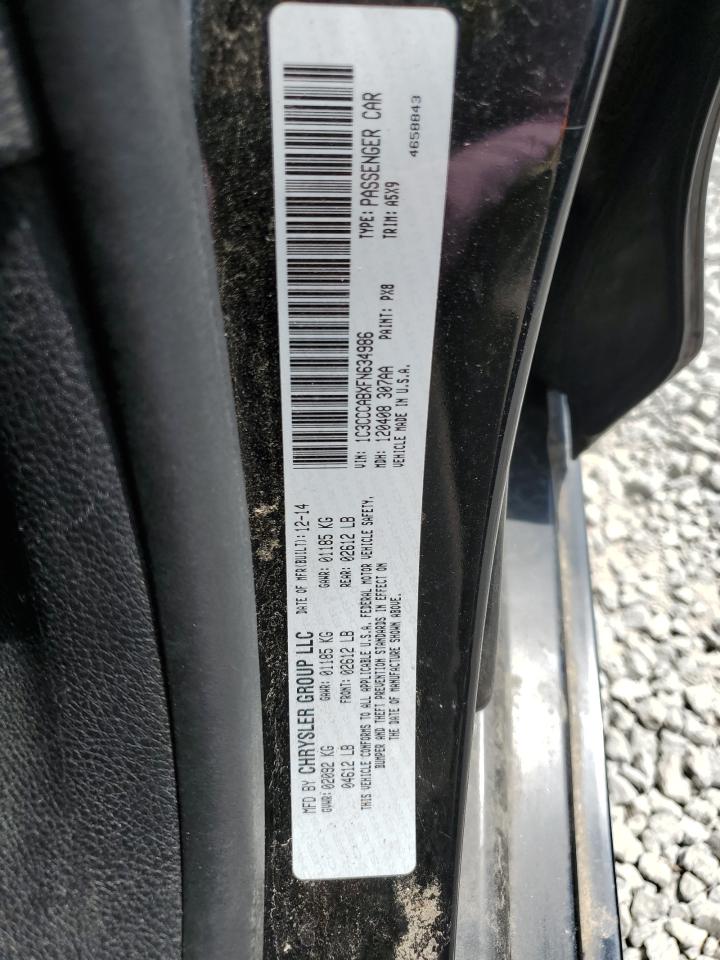 MFD BY CHRYSLER GROUP LLC DATE OF MFR(BUILT): 12-14
GVWR: 02092 KG GAWR: 01185 KG GAWR: 01185 KG
04612 LB FRONT: 02612 LB REAR: 02612 LB
THIS VEHICLE CONFORMS TO ALL APPLICABLE U.S.A. FEDERAL MOTOR VEHICLE SAFETY,
BUMPER AND THEFT PREVENTION STANDARDS IN EFFECT ON
THE DATE OF MANUFACTURE SHOWN ABOVE.
VIN: 1C3CCCABXFN634986 TYPE: PASSENGER CAR
MDH: 120408 307AA PAINT: PX8 TRIM: A5X9
VEHICLE MADE IN U.S.A. 4658843